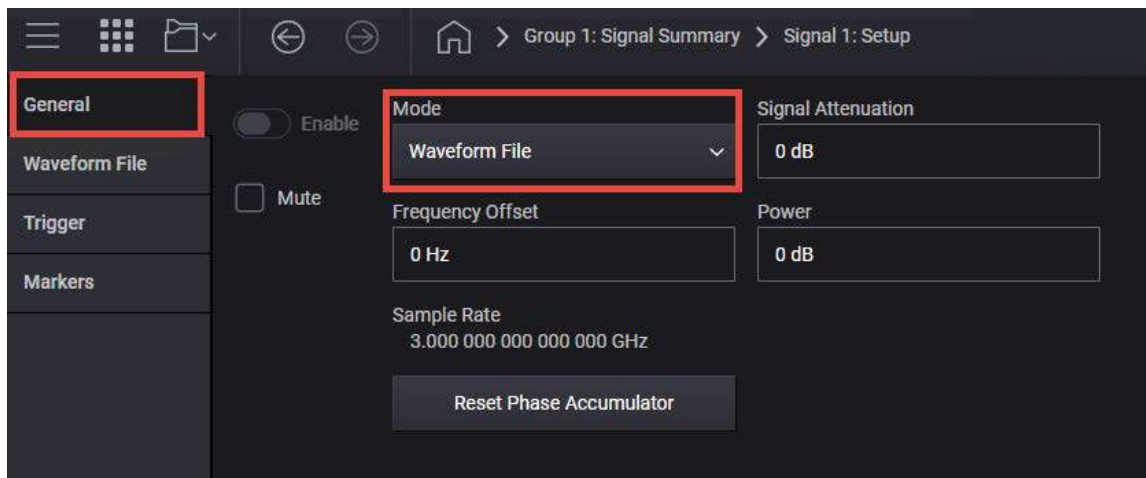 Group 1: Signal Summary > Signal 1: Setup
General
Waveform File
Trigger
Markers
Enable
Mute
Mode
Waveform File
Signal Attenuation
0 dB
Frequency Offset
0 Hz
Power
0 dB
Sample Rate
3.000 000 000 000 000 GHz
Reset Phase Accumulator